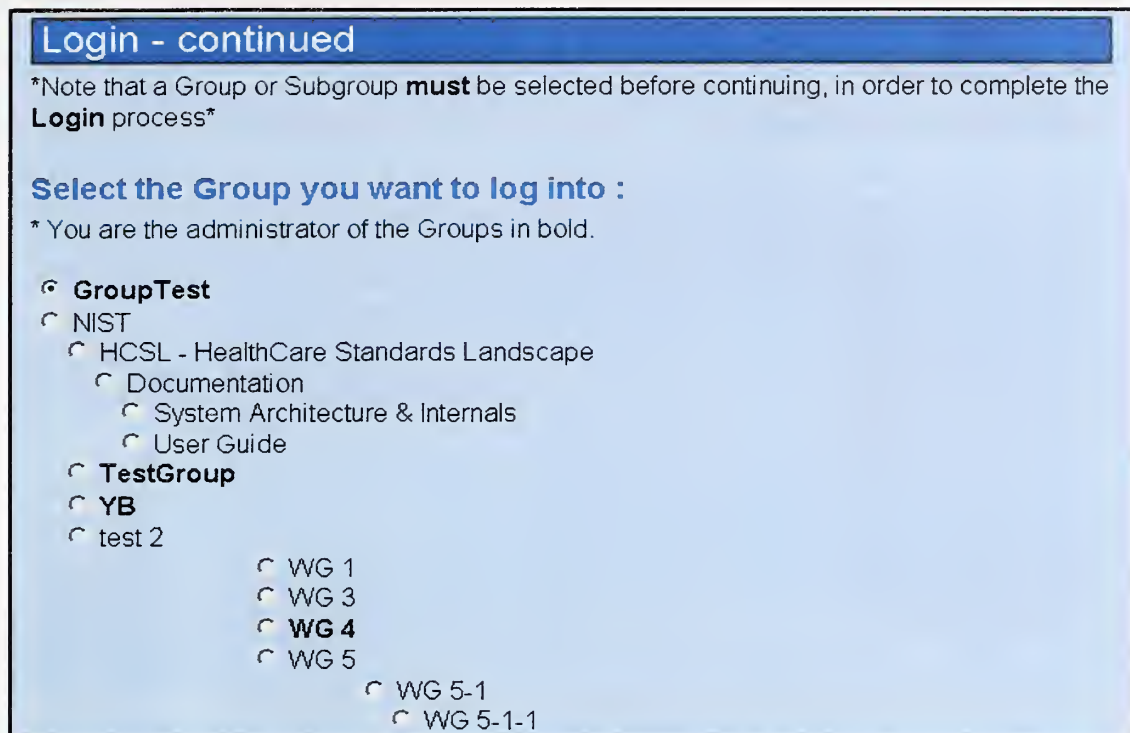 Login - continued
*Note that a Group or Subgroup must be selected before continuing, in order to complete the
Login process*
Select the Group you want to log into :
* You are the administrator of the Groups in bold.
GroupTest
NIST
HCSL - HealthCare Standards Landscape
Documentation
System Architecture & Internals
User Guide
TestGroup
YB
test 2
WG 1
WG 3
WG 4
WG 5
WG 5-1
WG 5-1-1